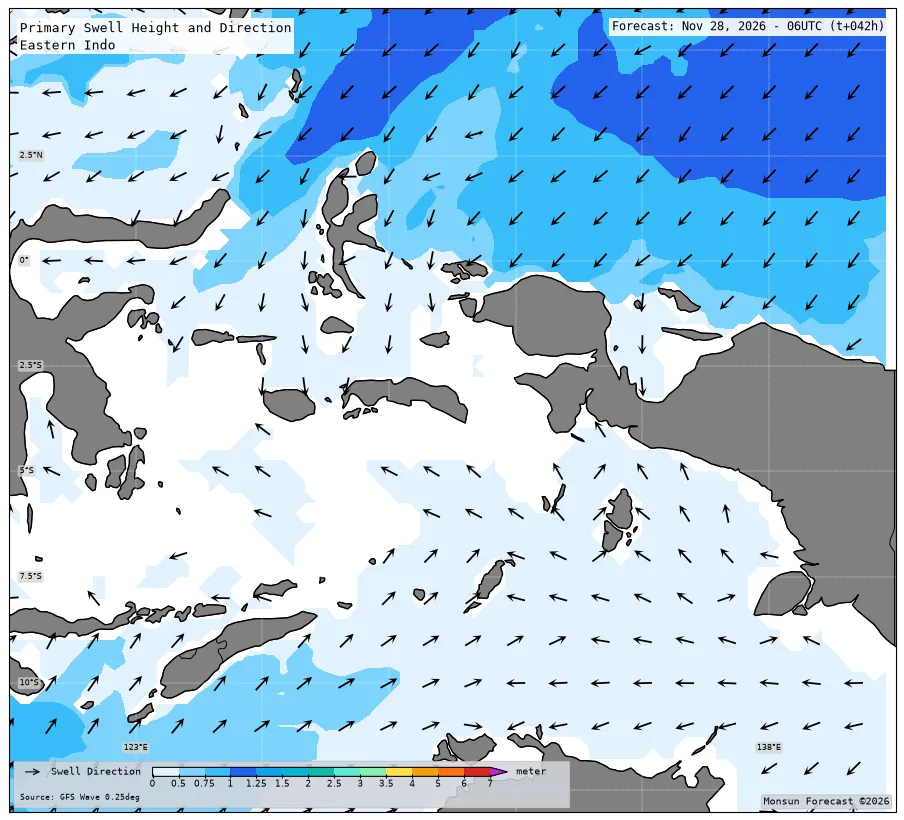 Primary Swell Height and Direction
Eastern Indo
Forecast: Nov 28, 2026 - 06UTC (t+042h)
2.5°N
0°
2.5°S
5°S
7.5°S
10°S
123°E
138°E
Swell Direction
meter
0 0.5 0.75 1 1.25 1.5 2 2.5 3 3.5 4 5 6 7
Source: GFS Wave 0.25deg
Monsun Forecast ©2026